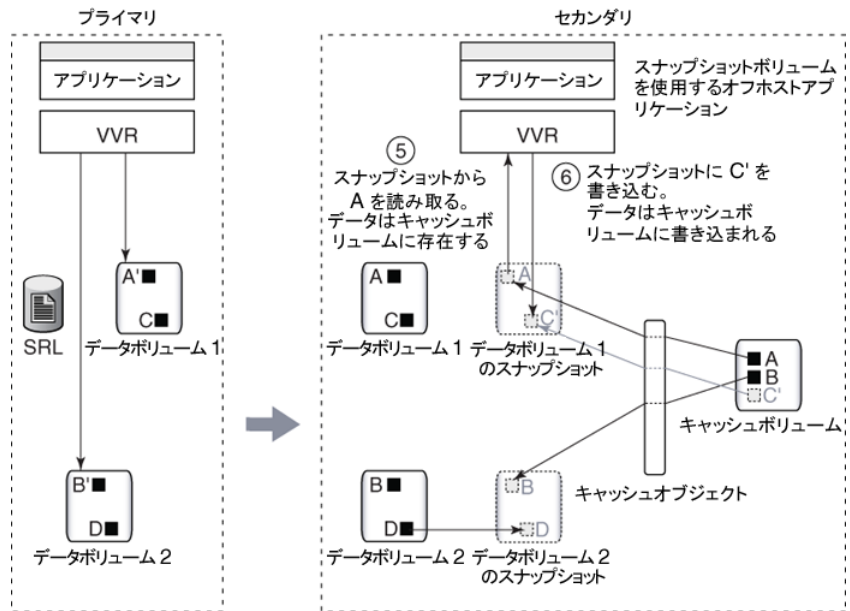 プライマリ
アプリケーション
VVR
A'
C
データボリューム 1
SRL
B'
D
データボリューム 2
セカンダリ
アプリケーション
スナップショットボリューム
を使用するオフホストアプ
リケーション
VVR
⑤
スナップショットから
A を読み取る。
データはキャッシュボ
リュームに存在する
⑥
スナップショットに C' を
書き込む。
データはキャッシュボ
リュームに書き込まれる
A
C
データボリューム 1
A
C'
データボリューム 1
のスナップショット
A
B
C'
キャッシュボリューム
キャッシュオブジェクト
B
D
データボリューム 2
B
D
データボリューム 2
のスナップショット